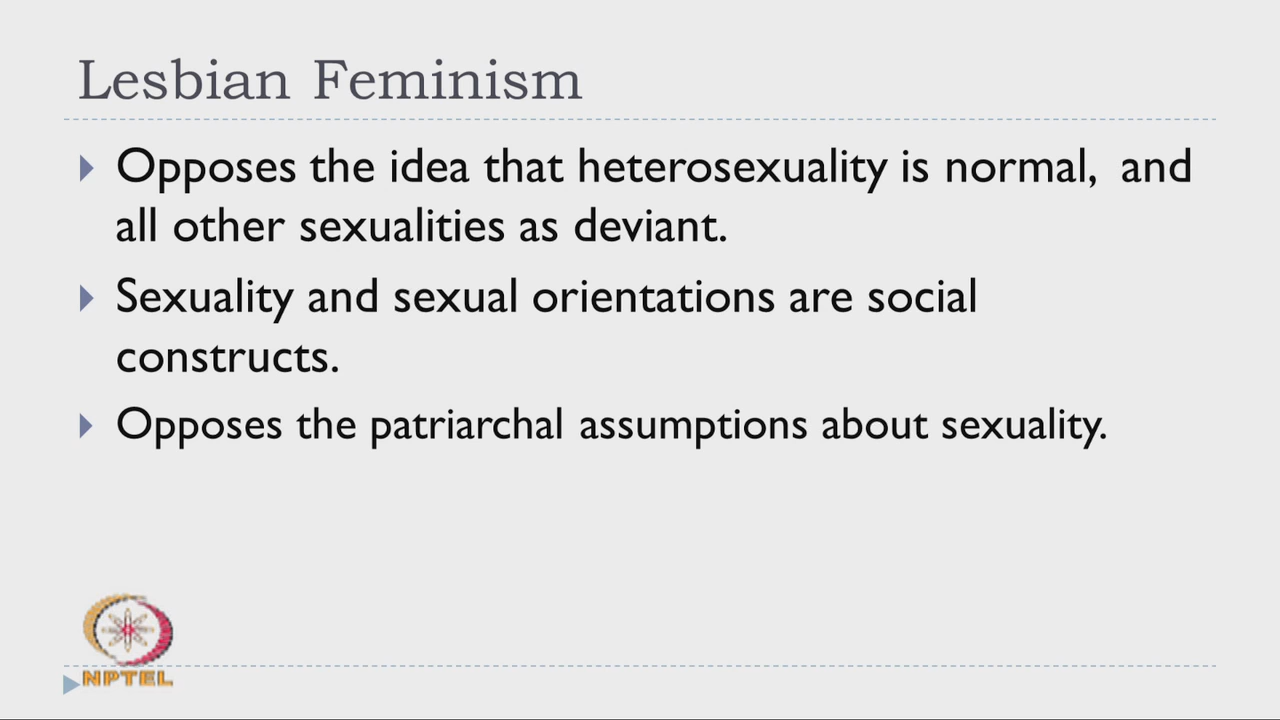 Lesbian Feminism
Opposes the idea that heterosexuality is normal, and
all other sexualities as deviant.
Sexuality and sexual orientations are social
constructs.
Opposes the patriarchal assumptions about sexuality.
NPTEL